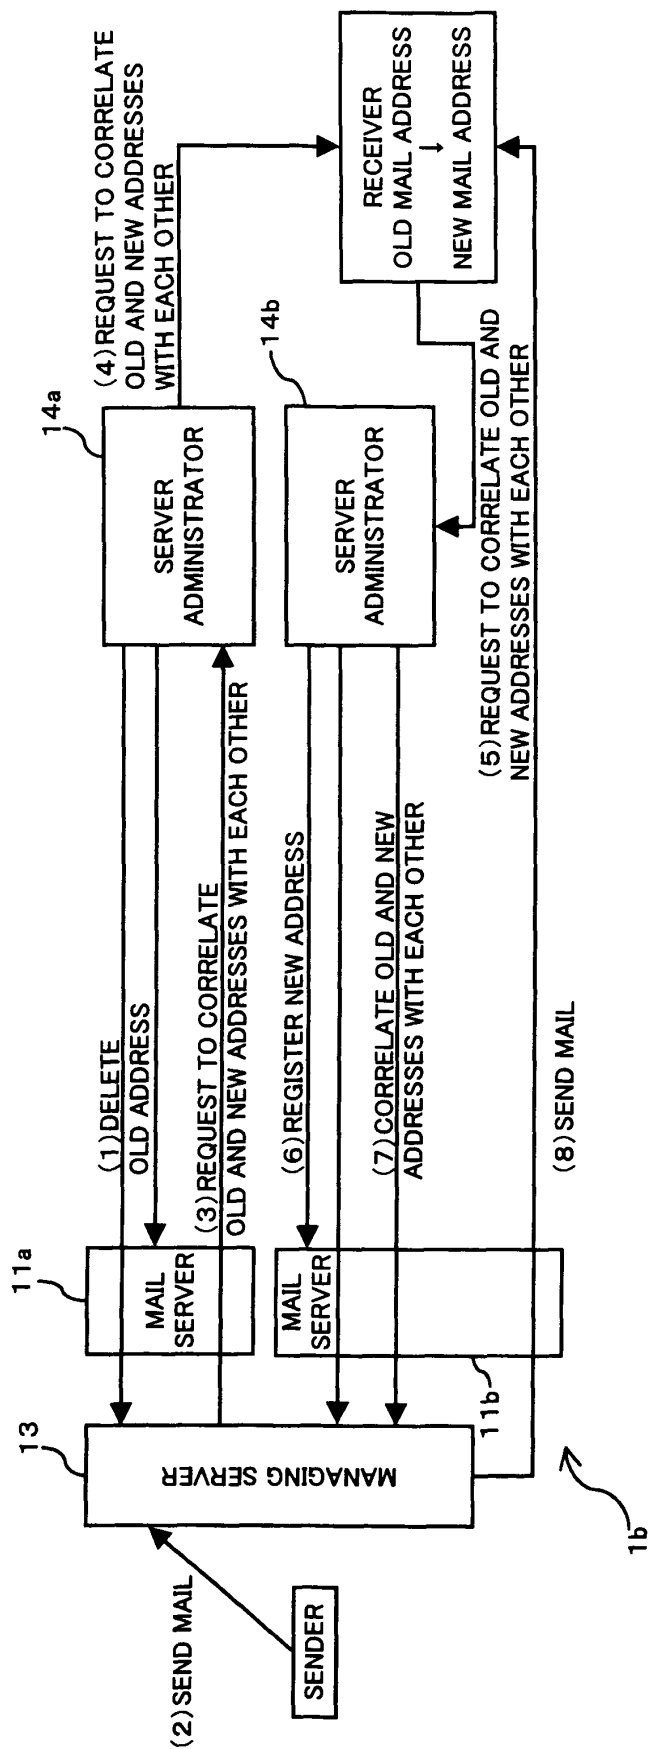 (2)SEND MAIL
SENDER
13
MANAGING SERVER
11a
MAIL
SERVER
(1)DELETE
OLD ADDRESS
(3)REQUEST TO CORRELATE
OLD AND NEW ADDRESSES WITH EACH OTHER
14a
SERVER
ADMINISTRATOR
(4)REQUEST TO CORRELATE
OLD AND NEW ADDRESSES
WITH EACH OTHER
RECEIVER
OLD MAIL ADDRESS
↓
NEW MAIL ADDRESS
MAIL
SERVER
11b
(6)REGISTER NEW ADDRESS
(7)CORRELATE OLD AND NEW
ADDRESSES WITH EACH OTHER
14b
SERVER
ADMINISTRATOR
(5)REQUEST TO CORRELATE OLD AND
NEW ADDRESSES WITH EACH OTHER
(8)SEND MAIL
1b